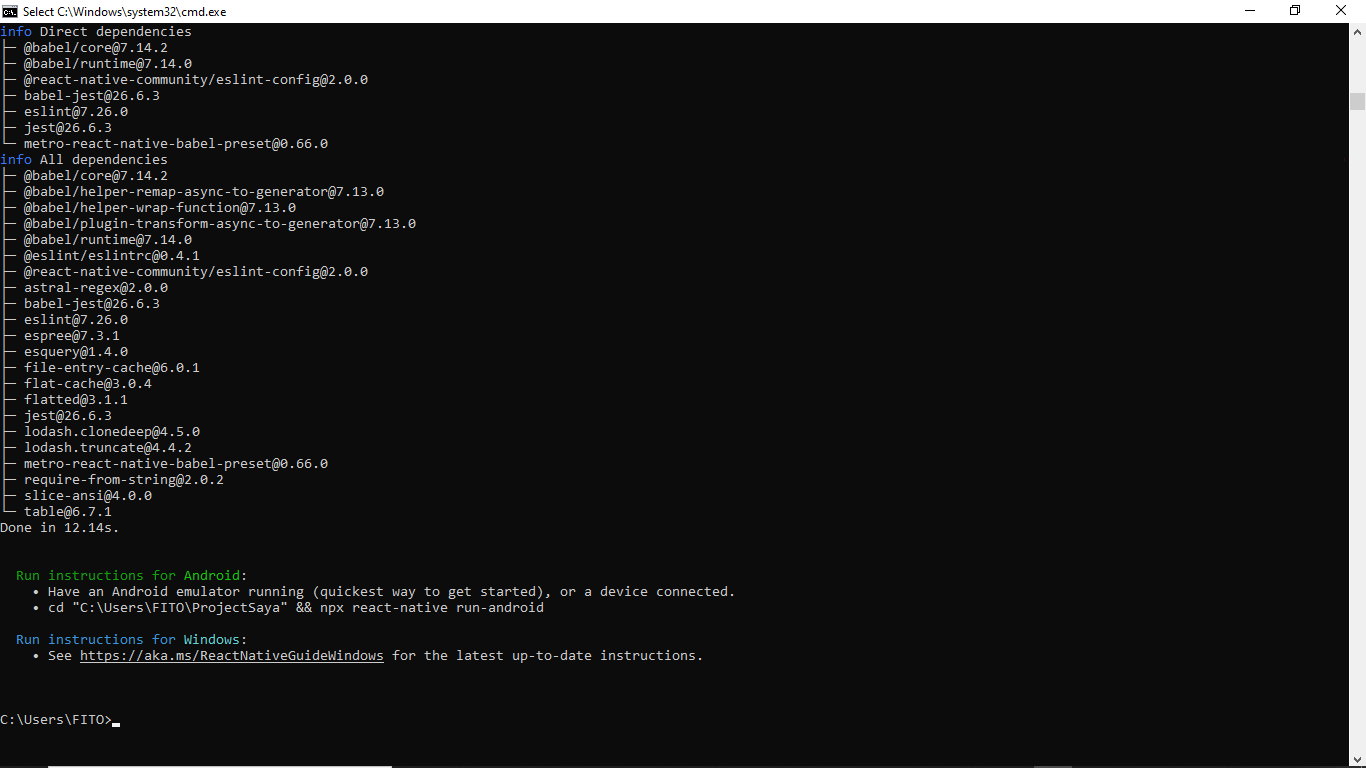 Select C:\Windows\system32\cmd.exe
info Direct dependencies
├─ @babel/core@7.14.2
├─ @babel/runtime@7.14.0
├─ @react-native-community/eslint-config@2.0.0
├─ babel-jest@26.6.3
├─ eslint@7.26.0
├─ jest@26.6.3
└─ metro-react-native-babel-preset@0.66.0
info All dependencies
├─ @babel/core@7.14.2
├─ @babel/helper-remap-async-to-generator@7.13.0
├─ @babel/helper-wrap-function@7.13.0
├─ @babel/plugin-transform-async-to-generator@7.13.0
├─ @babel/runtime@7.14.0
├─ @eslint/eslintrc@0.4.1
├─ @react-native-community/eslint-config@2.0.0
├─ astral-regex@2.0.0
├─ babel-jest@26.6.3
├─ eslint@7.26.0
├─ espree@7.3.1
├─ esquery@1.4.0
├─ file-entry-cache@6.0.1
├─ flat-cache@3.0.4
├─ flatted@3.1.1
├─ jest@26.6.3
├─ lodash.clonedeep@4.5.0
├─ lodash.truncate@4.4.2
├─ metro-react-native-babel-preset@0.66.0
├─ require-from-string@2.0.2
├─ slice-ansi@4.0.0
└─ table@6.7.1
Done in 12.14s.
Run instructions for Android:
• Have an Android emulator running (quickest way to get started), or a device connected.
• cd "C:\Users\FITO\ProjectSaya" && npx react-native run-android
Run instructions for Windows:
• See https://aka.ms/ReactNativeGuideWindows for the latest up-to-date instructions.
C:\Users\FITO>